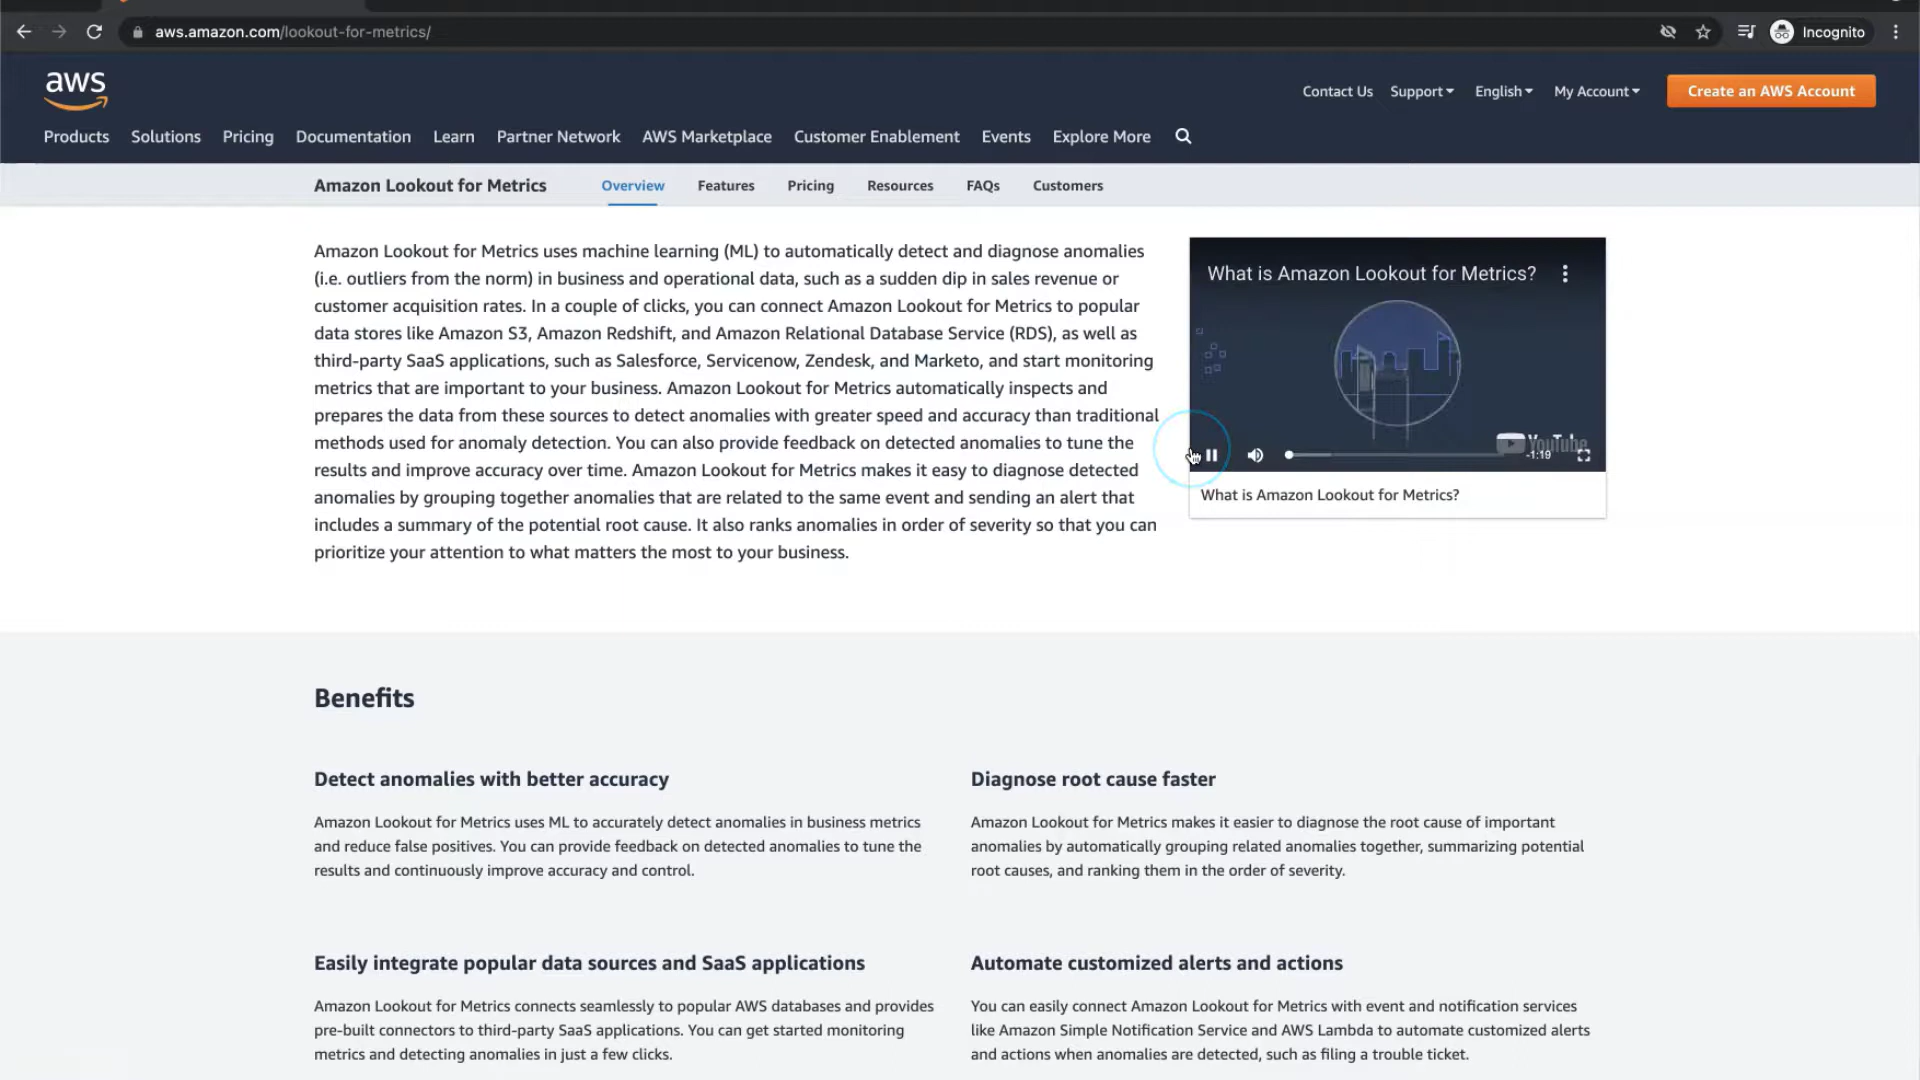 aws.amazon.com/lookout-for-metrics/
Incognito
aws
Contact Us
Support
English
My Account
Create an AWS Account
Products
Solutions
Pricing
Documentation
Learn
Partner Network
AWS Marketplace
Customer Enablement
Events
Explore More
Amazon Lookout for Metrics
Overview
Features
Pricing
Resources
FAQs
Customers
Amazon Lookout for Metrics uses machine learning (ML) to automatically detect and diagnose anomalies
(i.e. outliers from the norm) in business and operational data, such as a sudden dip in sales revenue or
customer acquisition rates. In a couple of clicks, you can connect Amazon Lookout for Metrics to popular
data stores like Amazon S3, Amazon Redshift, and Amazon Relational Database Service (RDS), as well as
third-party SaaS applications, such as Salesforce, Servicenow, Zendesk, and Marketo, and start monitoring
metrics that are important to your business. Amazon Lookout for Metrics automatically inspects and
prepares the data from these sources to detect anomalies with greater speed and accuracy than traditional
methods used for anomaly detection. You can also provide feedback on detected anomalies to tune the
results and improve accuracy over time. Amazon Lookout for Metrics makes it easy to diagnose detected
anomalies by grouping together anomalies that are related to the same event and sending an alert that
includes a summary of the potential root cause. It also ranks anomalies in order of severity so that you can
prioritize your attention to what matters the most to your business.
What is Amazon Lookout for Metrics?
YouTube
-1:19
What is Amazon Lookout for Metrics?
Benefits
Detect anomalies with better accuracy
Amazon Lookout for Metrics uses ML to accurately detect anomalies in business metrics
and reduce false positives. You can provide feedback on detected anomalies to tune the
results and continuously improve accuracy and control.
Diagnose root cause faster
Amazon Lookout for Metrics makes it easier to diagnose the root cause of important
anomalies by automatically grouping related anomalies together, summarizing potential
root causes, and ranking them in the order of severity.
Easily integrate popular data sources and SaaS applications
Amazon Lookout for Metrics connects seamlessly to popular AWS databases and provides
pre-built connectors to third-party SaaS applications. You can get started monitoring
metrics and detecting anomalies in just a few clicks.
Automate customized alerts and actions
You can easily connect Amazon Lookout for Metrics with event and notification services
like Amazon Simple Notification Service and AWS Lambda to automate customized alerts
and actions when anomalies are detected, such as filing a trouble ticket.